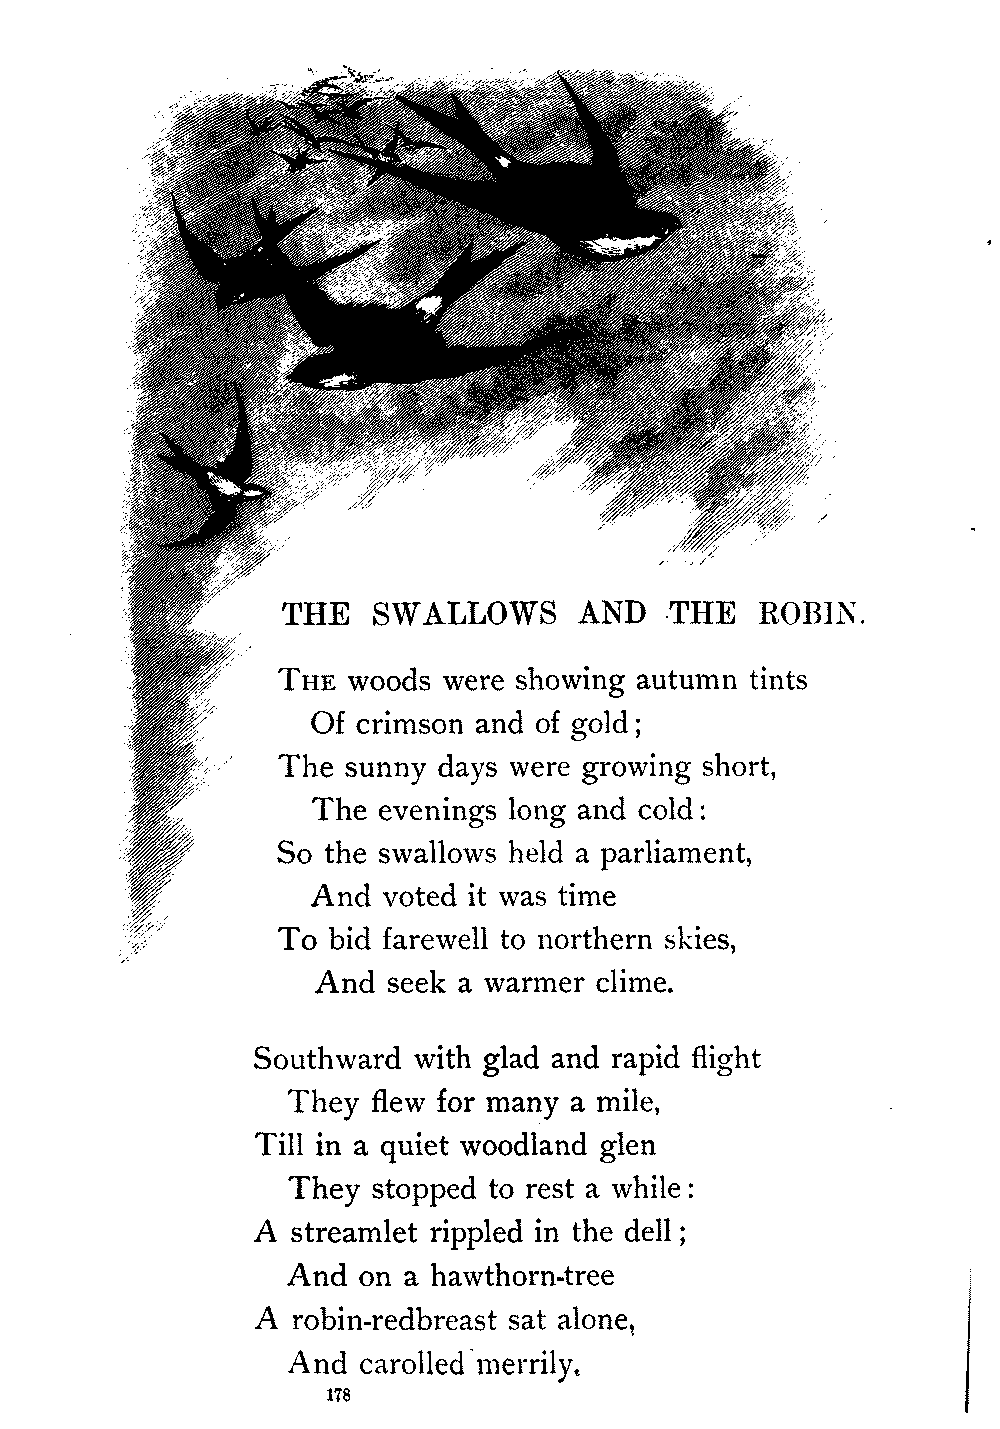 THE SWALLOWS AND THE ROBIN.
THE woods were showing autumn tints
Of crimson and of gold;
The sunny days were growing short,
The evenings long and cold:
So the swallows held a parliament,
And voted it was time
To bid farewell to northern skies,
And seek a warmer clime.
Southward with glad and rapid flight
They flew for many a mile,
Till in a quiet woodland glen
They stopped to rest a while:
A streamlet rippled in the dell;
And on a hawthorn-tree
A robin-redbreast sat alone,
And carolled merrily.
178